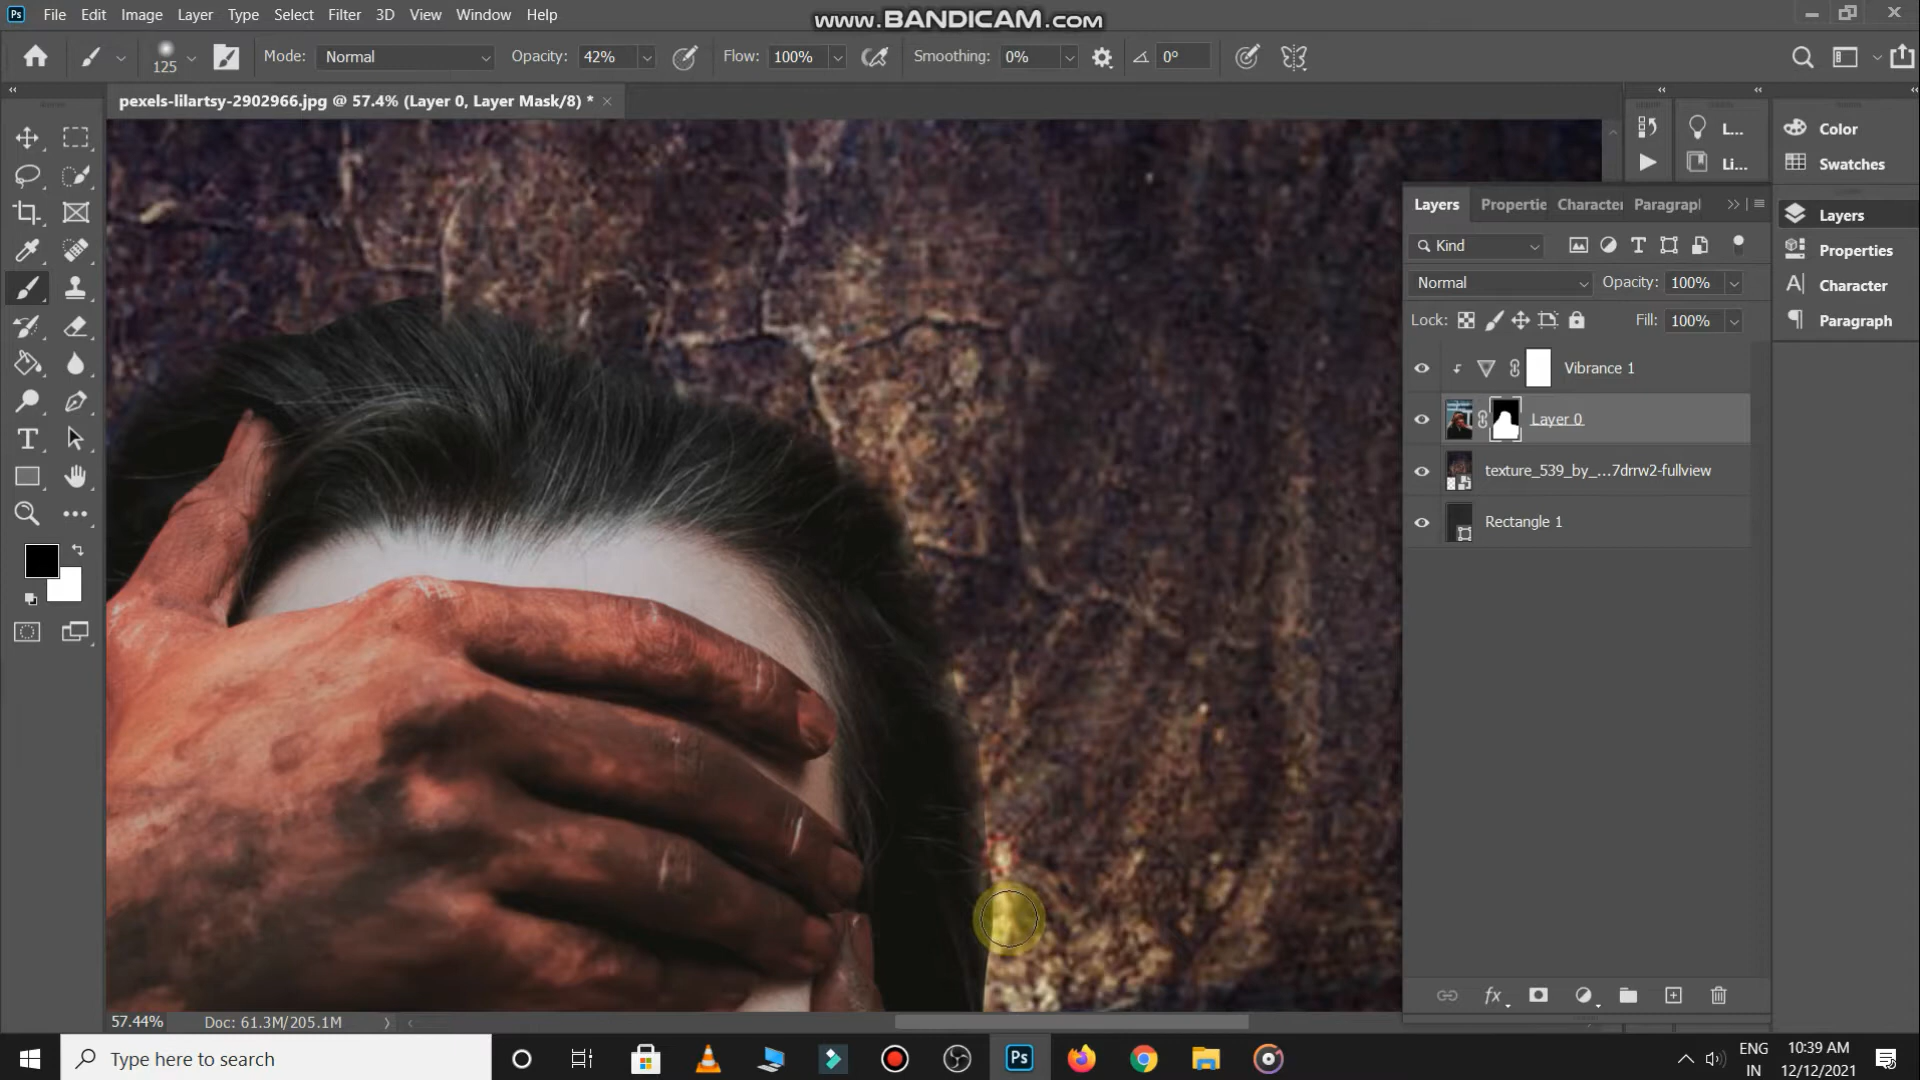 File Edit Image Layer Type Select Filter 3D View Window Help
www.BANDICAM.com
125 Mode: Normal Opacity: 42% Flow: 100% Smoothing: 0% 0°
pexels-lilartsy-2902966.jpg @ 57.4% (Layer 0, Layer Mask/8) *
L...
Li...
Color
Swatches
Layers
Properties
Character
Paragraph
Layers Propertie Character Paragrapl
Kind
Normal Opacity: 100%
Lock: Fill: 100%
Vibrance 1
Layer 0
texture_539_by_...7drrw2-fullview
Rectangle 1
fx
57.44% Doc: 61.3M/205.1M
Type here to search
Ps
ENG
IN
10:39 AM
12/12/2021